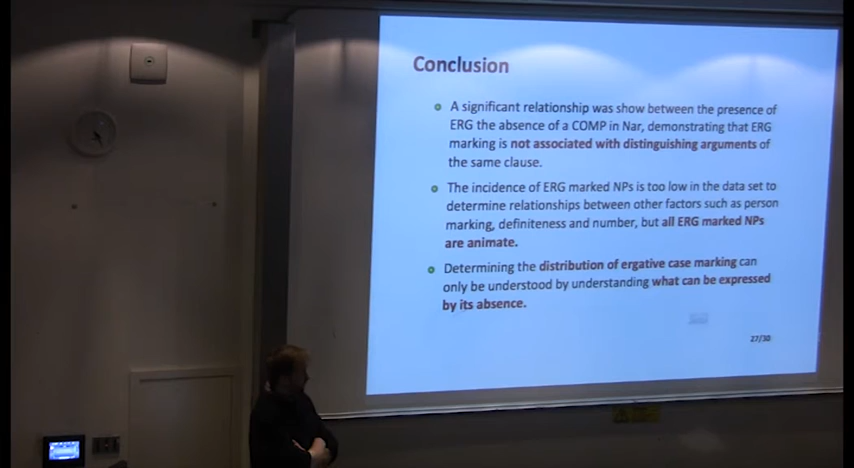 Conclusion
A significant relationship was show between the presence of
ERG the absence of a COMP in Nar, demonstrating that ERG
marking is not associated with distinguishing arguments of
the same clause.
The incidence of ERG marked NPs is too low in the data set to
determine relationships between other factors such as person
marking, definiteness and number, but all ERG marked NPs
are animate.
Determining the distribution of ergative case marking can
only be understood by understanding what can be expressed
by its absence.
27/30